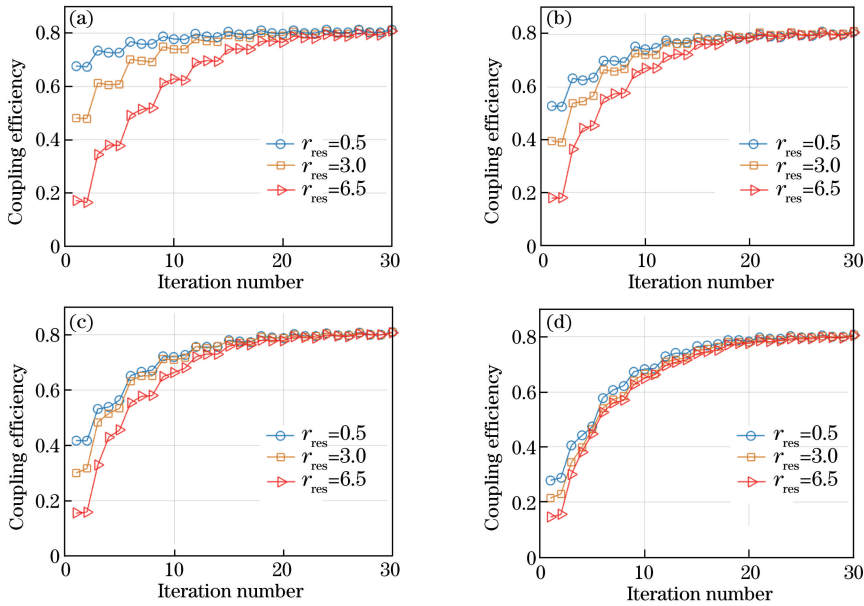 (a)
0.8
0.6
0.4
0.2
0
Coupling efficiency
r_res=0.5
r_res=3.0
r_res=6.5
0
10
20
30
Iteration number
(b)
0.8
0.6
0.4
0.2
0
Coupling efficiency
r_res=0.5
r_res=3.0
r_res=6.5
0
10
20
30
Iteration number
(c)
0.8
0.6
0.4
0.2
0
Coupling efficiency
r_res=0.5
r_res=3.0
r_res=6.5
0
10
20
30
Iteration number
(d)
0.8
0.6
0.4
0.2
0
Coupling efficiency
r_res=0.5
r_res=3.0
r_res=6.5
0
10
20
30
Iteration number